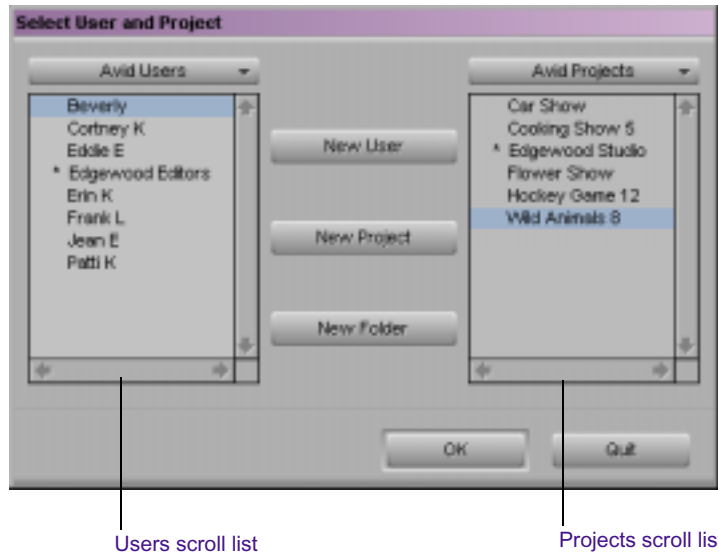 Select User and Project
Avid Users
Beverly
Cortney K
Eddie E
* Edgewood Editors
Erin K
Frank L
Jean E
Patti K
New User
New Project
New Folder
Avid Projects
Car Show
Cooking Show 5
* Edgewood Studio
Flower Show
Hockey Game 12
Wild Animals 8
OK
Quit
Users scroll list
Projects scroll lis